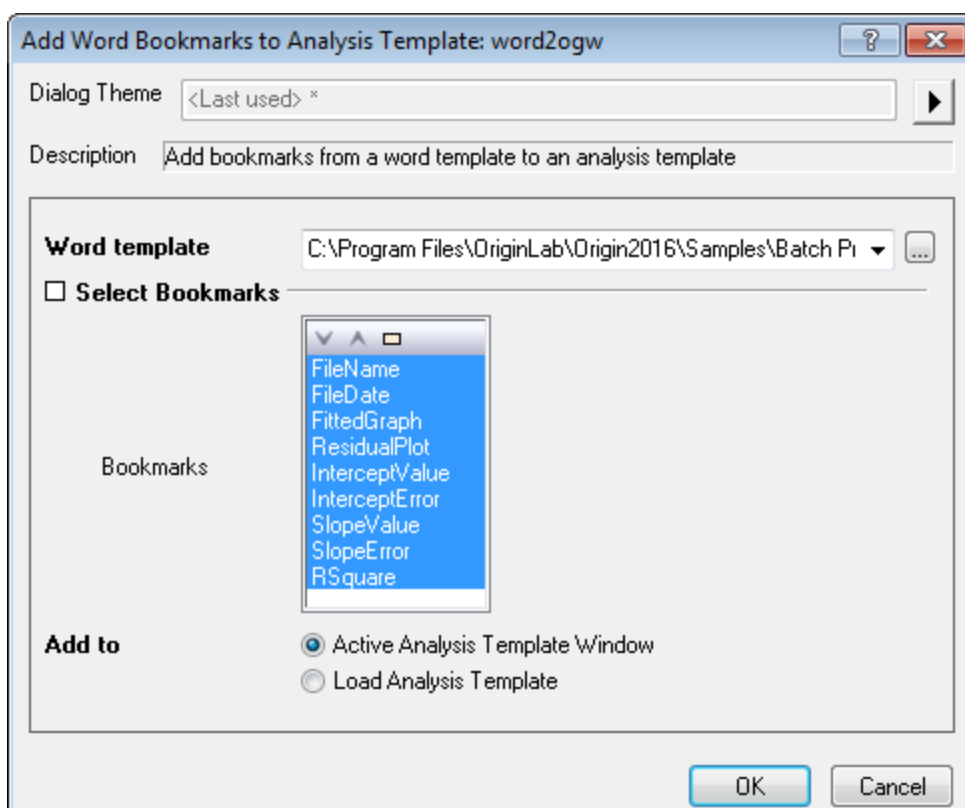 Add Word Bookmarks to Analysis Template: word2ogw
Dialog Theme
<Last used> *
Description
Add bookmarks from a word template to an analysis template
Word template
C:\Program Files\OriginLab\Origin2016\Samples\Batch Pr
...
Select Bookmarks
Bookmarks
FileName
FileDate
FittedGraph
ResidualPlot
InterceptValue
InterceptError
SlopeValue
SlopeError
RSquare
Add to
Active Analysis Template Window
Load Analysis Template
OK
Cancel